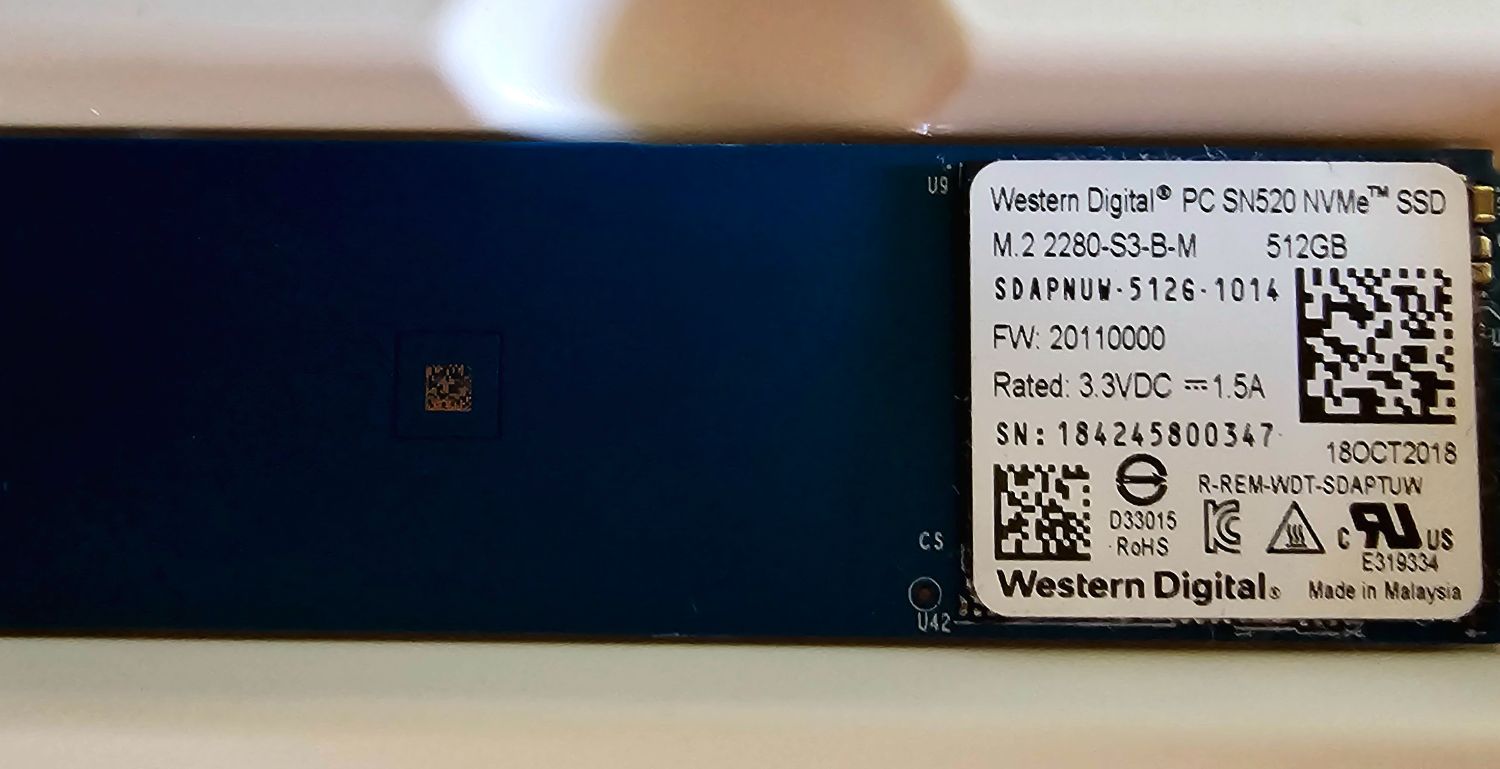 U9
Western Digital® PC SN520 NVMe™ SSD
M.2 2280-S3-B-M 512GB
SDAPNUW-512G-1014
FW: 20110000
Rated: 3.3VDC ⎓1.5A
SN: 184245800347
18OCT2018
R-REM-WDT-SDAPTUW
D33015
RoHS
C US
E319334
Western Digital®
Made in Malaysia
C5
U42